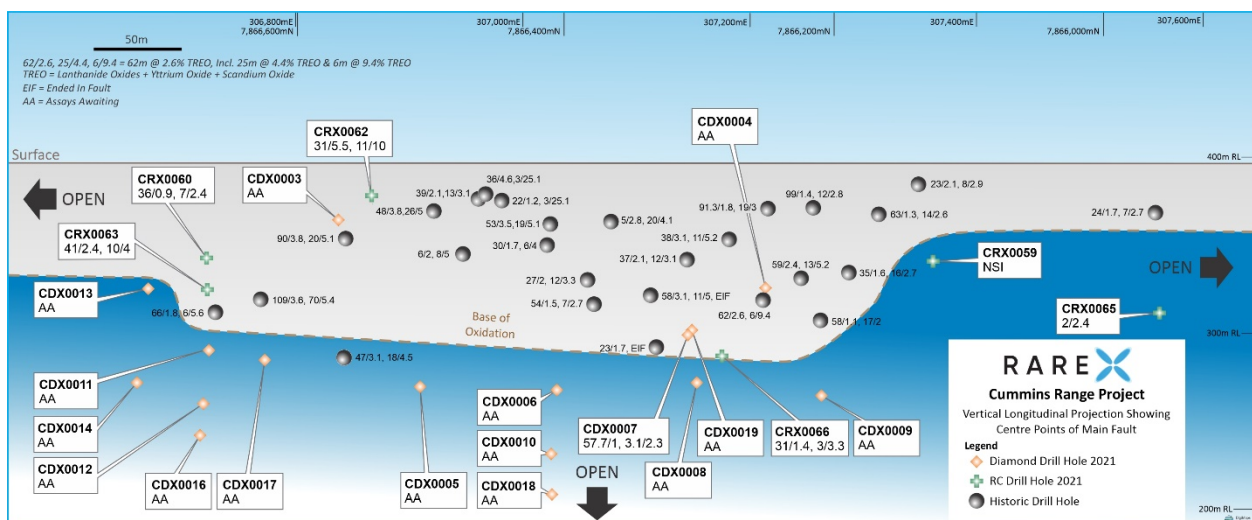 306,800mE
7,866,600mN
307,000mE
7,866,400mN
307,200mE
7,866,200mN
307,400mE
7,866,000mN
307,600mE
50m
62/2.6, 25/4.4, 6/9.4 = 62m @ 2.6% TREO, Incl. 25m @ 4.4% TREO & 6m @ 9.4% TREO
TREO = Lanthanide Oxides + Yttrium Oxide + Scandium Oxide
EIF = Ended In Fault
AA = Assays Awaiting
Surface
400m RL
OPEN
CRX0060
36/0.9, 7/2.4
CRX0063
41/2.4, 10/4
CDX0003
AA
CRX0062
31/5.5, 11/10
CDX0004
AA
36/4.6,3/25.1
39/2.1,13/3.1
22/1.2, 3/25.1
48/3.8,26/5
53/3.5,19/5.1
5/2.8, 20/4.1
91.3/1.8, 19/3
99/1.4, 12/2.8
23/2.1, 8/2.9
63/1.3, 14/2.6
24/1.7, 7/2.7
90/3.8, 20/5.1
6/2, 8/5
30/1.7, 6/4
38/3.1, 11/5.2
37/2.1, 12/3.1
27/2, 12/3.3
59/2.4, 13/5.2
35/1.6, 16/2.7
CRX0059
NSI
OPEN
CDX0013
AA
66/1.8, 6/5.6
109/3.6, 70/5.4
54/1.5, 7/2.7
58/3.1, 11/5, EIF
62/2.6, 6/9.4
58/1.1, 17/2
CRX0065
2/2.4
Base of
Oxidation
300m RL
23/1.7, EIF
47/3.1, 18/4.5
CDX0011
AA
CDX0014
AA
CDX0012
AA
CDX0016
AA
CDX0017
AA
CDX0005
AA
CDX0006
AA
CDX0010
AA
CDX0018
AA
OPEN
CDX0007
57.7/1, 3.1/2.3
CDX0008
AA
CDX0019
AA
CRX0066
31/1.4, 3/3.3
CDX0009
AA
RAREX
Cummins Range Project
Vertical Longitudinal Projection Showing
Centre Points of Main Fault
Legend
Diamond Drill Hole 2021
RC Drill Hole 2021
Historic Drill Hole
200m RL